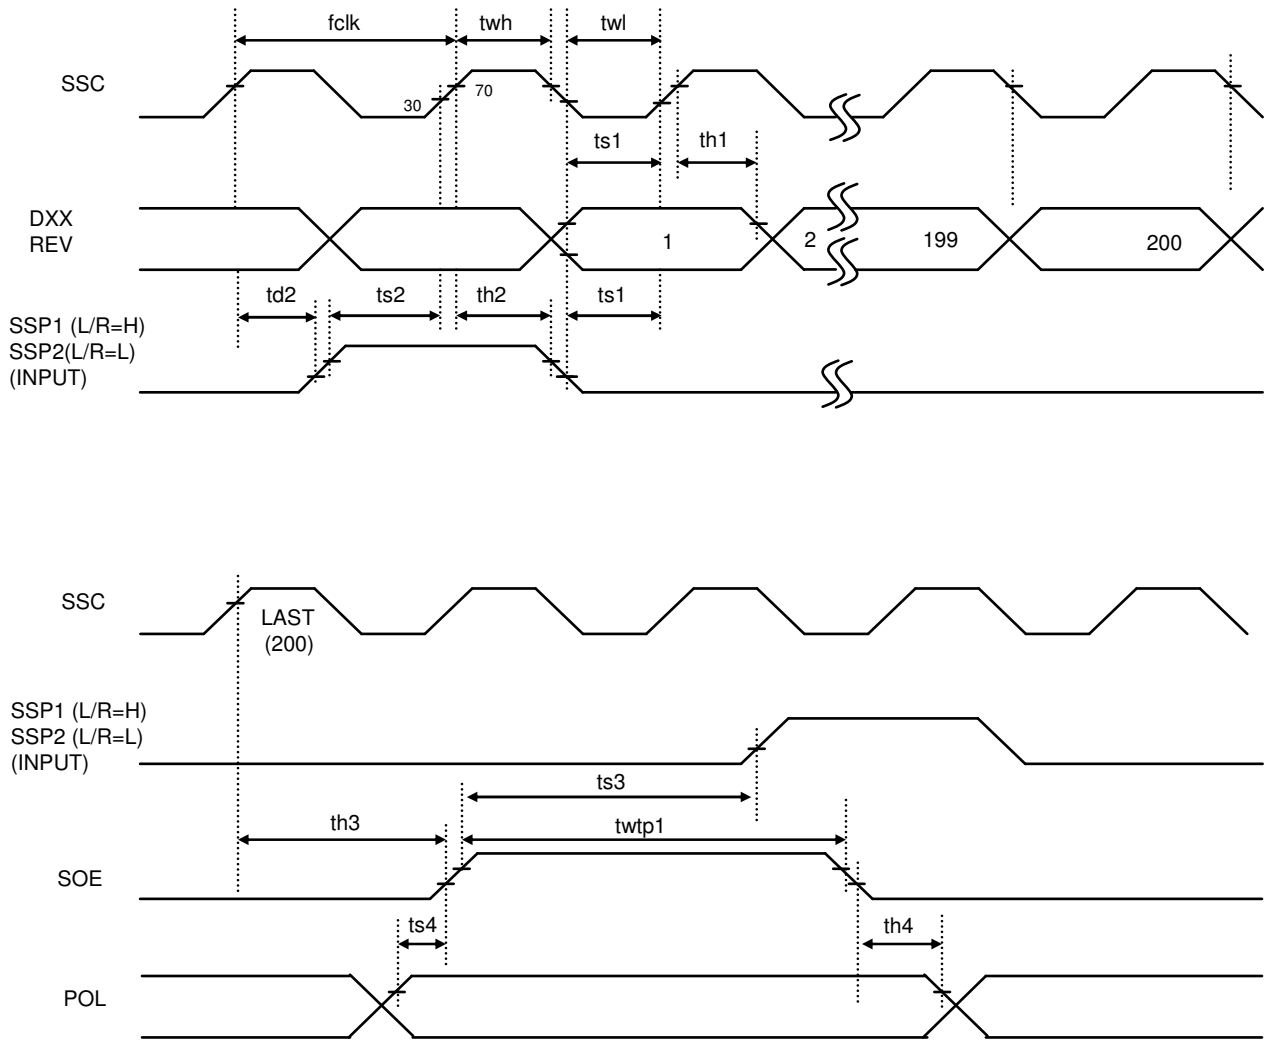 fclk twh twl
SSC
30 70
ts1 th1
DXX
REV
1 2 199 200
td2 ts2 th2 ts1
SSP1 (L/R=H)
SSP2(L/R=L)
(INPUT)
SSC
LAST
(200)
SSP1 (L/R=H)
SSP2 (L/R=L)
(INPUT)
ts3
th3 twtp1
SOE
ts4 th4
POL